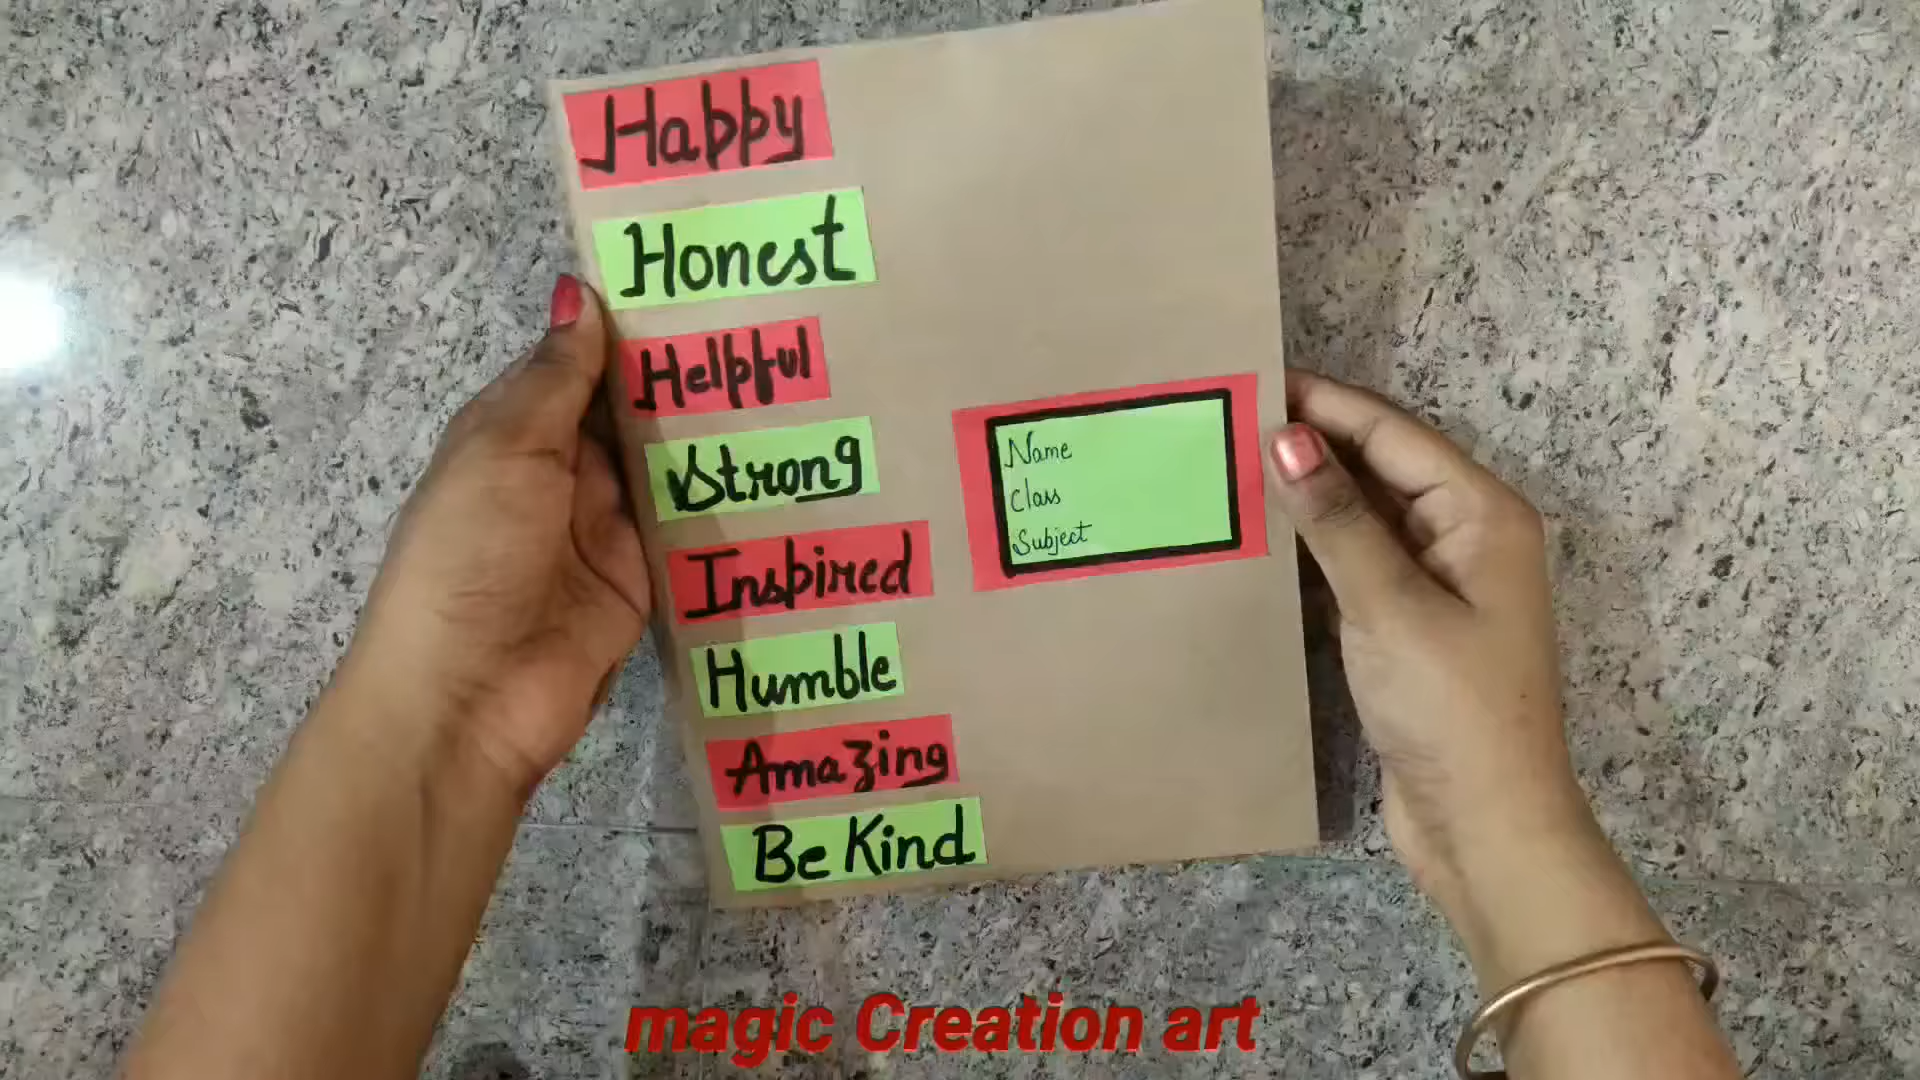 Happy
Honest
Helpful
Strong
Inspired
Humble
Amazing
Be Kind
Name
Class
Subject
magic Creation art